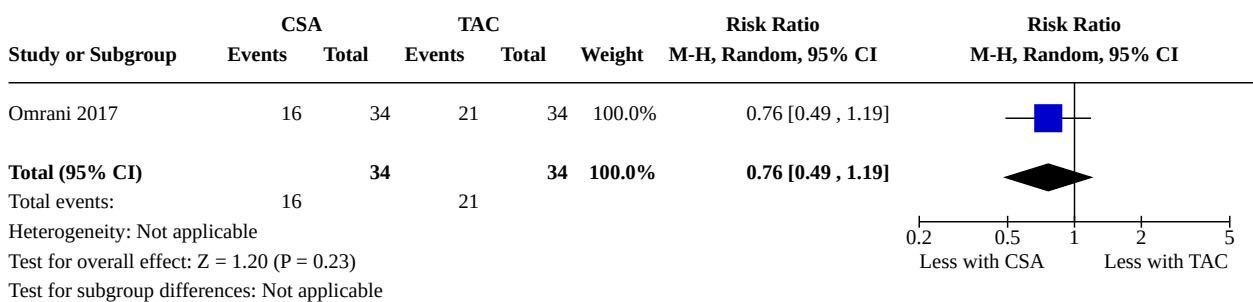 CSA TAC Risk Ratio Risk Ratio
Study or Subgroup Events Total Events Total Weight M-H, Random, 95% CI M-H, Random, 95% CI
Omrani 2017 16 34 21 34 100.0% 0.76 [0.49 , 1.19]
Total (95% CI) 34 34 100.0% 0.76 [0.49 , 1.19]
Total events: 16 21
Heterogeneity: Not applicable
0.2 0.5 1 2 5
Test for overall effect: Z = 1.20 (P = 0.23) Less with CSA Less with TAC
Test for subgroup differences: Not applicable